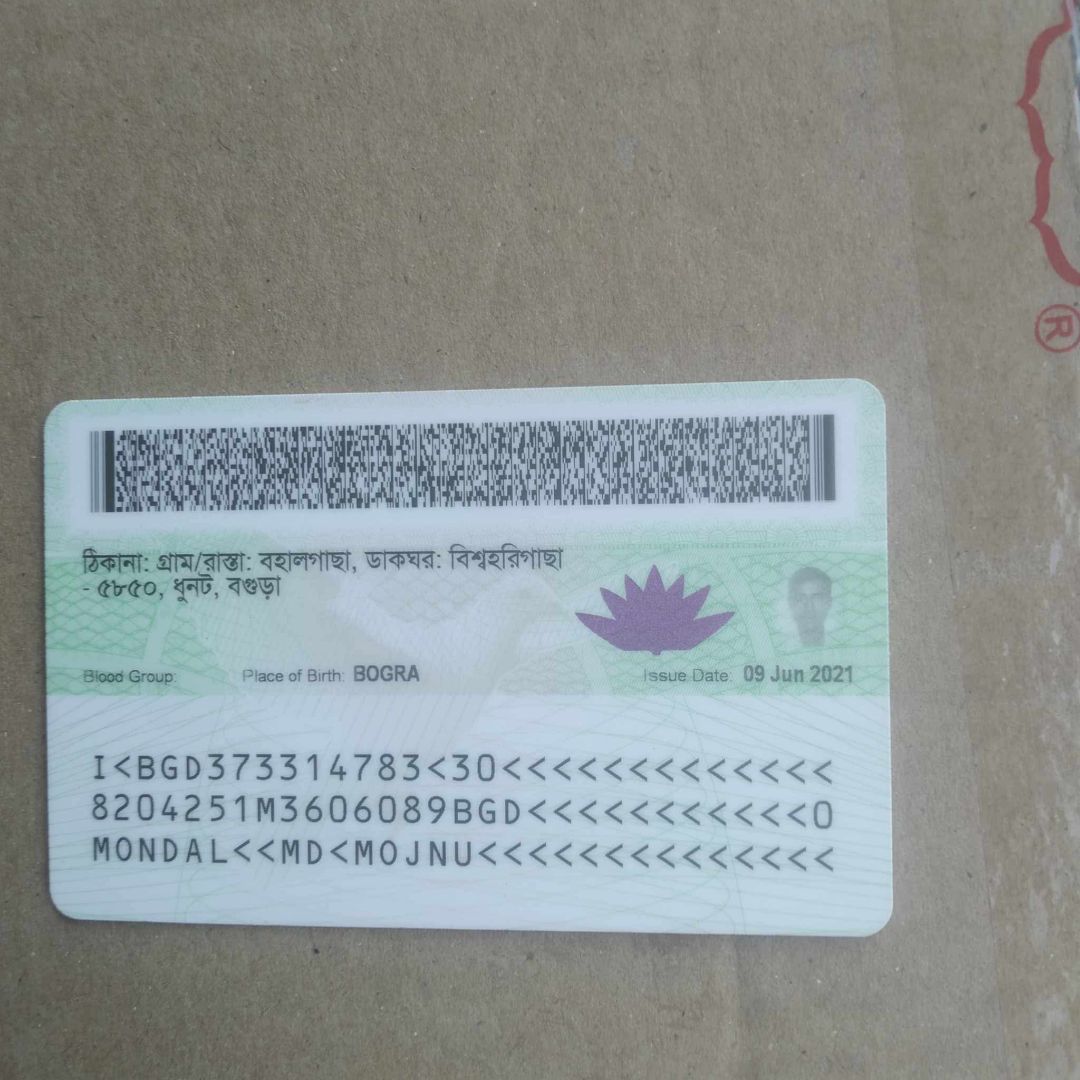 ®
ঠিকানা: গ্রাম/রাস্তা: বহালগাছা, ডাকঘর: বিশ্বহরিগাছা
- ৫৮৫০, ধুনট, বগুড়া
Blood Group: Place of Birth: BOGRA Issue Date: 09 Jun 2021
I<BGD373314783<30<<<<<<<<<<<<<
8204251M3606089BGD<<<<<<<<<<<0
MONDAL<<MD<MOJNU<<<<<<<<<<<<<<